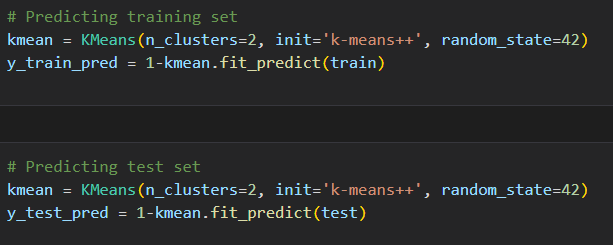 # Predicting training set
kmean = KMeans(n_clusters=2, init='k-means++', random_state=42)
y_train_pred = 1-kmean.fit_predict(train)
# Predicting test set
kmean = KMeans(n_clusters=2, init='k-means++', random_state=42)
y_test_pred = 1-kmean.fit_predict(test)